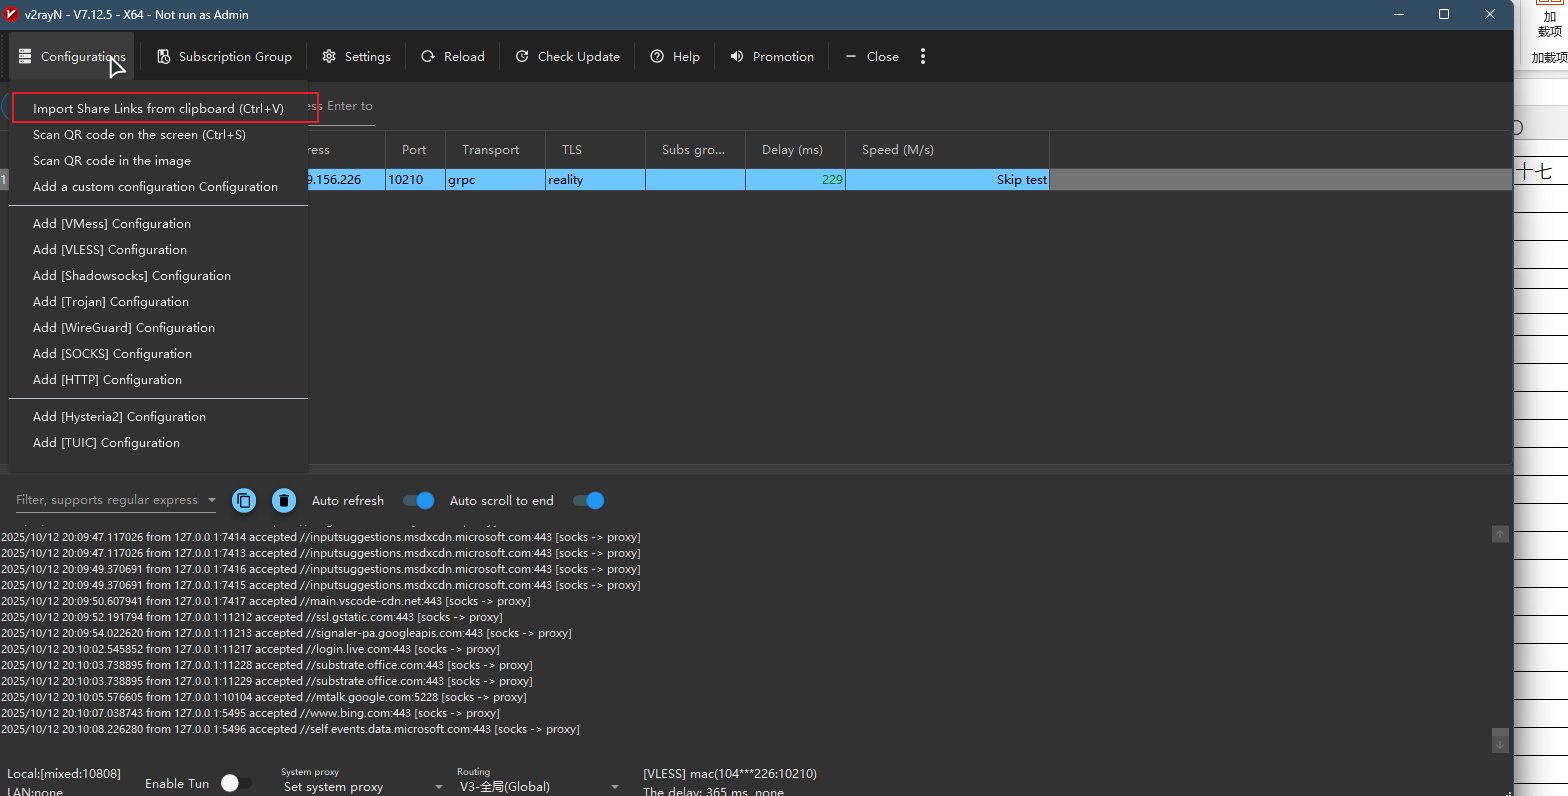 v2rayN - V7.12.5 - X64 - Not run as Admin
加
载项
加载项
Configurations
Subscription Group
Settings
Reload
Check Update
Help
Promotion
Close
Import Share Links from clipboard (Ctrl+V)
Enter to
Scan QR code on the screen (Ctrl+S)
Scan QR code in the image
Add a custom configuration Configuration
Port
Transport
TLS
Subs gro...
Delay (ms)
Speed (M/s)
1
9.156.226
10210
grpc
reality
229
Skip test
十七
Add [VMess] Configuration
Add [VLESS] Configuration
Add [Shadowsocks] Configuration
Add [Trojan] Configuration
Add [WireGuard] Configuration
Add [SOCKS] Configuration
Add [HTTP] Configuration
Add [Hysteria2] Configuration
Add [TUIC] Configuration
Filter, supports regular express
Auto refresh
Auto scroll to end
2025/10/12 20:09:47.117026 from 127.0.0.1:7414 accepted //inputsuggestions.msdxcdn.microsoft.com:443 [socks -> proxy]
2025/10/12 20:09:47.117026 from 127.0.0.1:7413 accepted //inputsuggestions.msdxcdn.microsoft.com:443 [socks -> proxy]
2025/10/12 20:09:49.370691 from 127.0.0.1:7416 accepted //inputsuggestions.msdxcdn.microsoft.com:443 [socks -> proxy]
2025/10/12 20:09:49.370691 from 127.0.0.1:7415 accepted //inputsuggestions.msdxcdn.microsoft.com:443 [socks -> proxy]
2025/10/12 20:09:50.607941 from 127.0.0.1:7417 accepted //main.vscode-cdn.net:443 [socks -> proxy]
2025/10/12 20:09:52.191794 from 127.0.0.1:11212 accepted //ssl.gstatic.com:443 [socks -> proxy]
2025/10/12 20:09:54.022620 from 127.0.0.1:11213 accepted //signaler-pa.googleapis.com:443 [socks -> proxy]
2025/10/12 20:10:02.545852 from 127.0.0.1:11217 accepted //login.live.com:443 [socks -> proxy]
2025/10/12 20:10:03.738895 from 127.0.0.1:11228 accepted //substrate.office.com:443 [socks -> proxy]
2025/10/12 20:10:03.738895 from 127.0.0.1:11229 accepted //substrate.office.com:443 [socks -> proxy]
2025/10/12 20:10:05.576605 from 127.0.0.1:10104 accepted //mtalk.google.com:5228 [socks -> proxy]
2025/10/12 20:10:07.038743 from 127.0.0.1:5495 accepted //www.bing.com:443 [socks -> proxy]
2025/10/12 20:10:08.226280 from 127.0.0.1:5496 accepted //self.events.data.microsoft.com:443 [socks -> proxy]
Local:[mixed:10808]
LAN:none
Enable Tun
System proxy
Set system proxy
Routing
V3-全局(Global)
[VLESS] mac(104***226:10210)
The delay: 365 ms, none